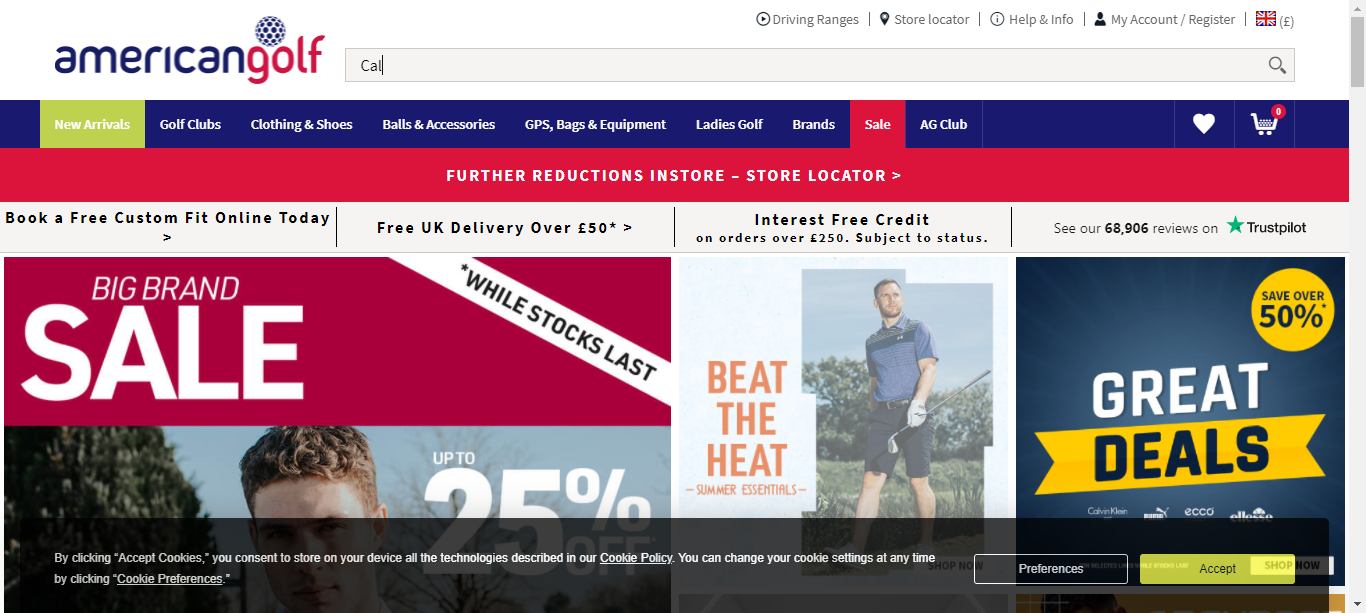 Driving Ranges
Store locator
Help & Info
My Account / Register
(£)
americangolf
Cal
New Arrivals
Golf Clubs
Clothing & Shoes
Balls & Accessories
GPS, Bags & Equipment
Ladies Golf
Brands
Sale
AG Club
0
FURTHER REDUCTIONS INSTORE – STORE LOCATOR >
Book a Free Custom Fit Online Today
>
Free UK Delivery Over £50* >
Interest Free Credit
on orders over £250. Subject to status.
See our 68,906 reviews on Trustpilot
BIG BRAND
SALE
*WHILE STOCKS LAST
UP TO
25%
OFF
BEAT
THE
HEAT
SUMMER ESSENTIALS
SHOP NOW
SAVE OVER
50%*
GREAT
DEALS
Calvin Klein
PUMA
ecco
ellesse
SHOP NOW
By clicking “Accept Cookies,” you consent to store on your device all the technologies described in our Cookie Policy. You can change your cookie settings at any time
by clicking “Cookie Preferences.”
Preferences
Accept